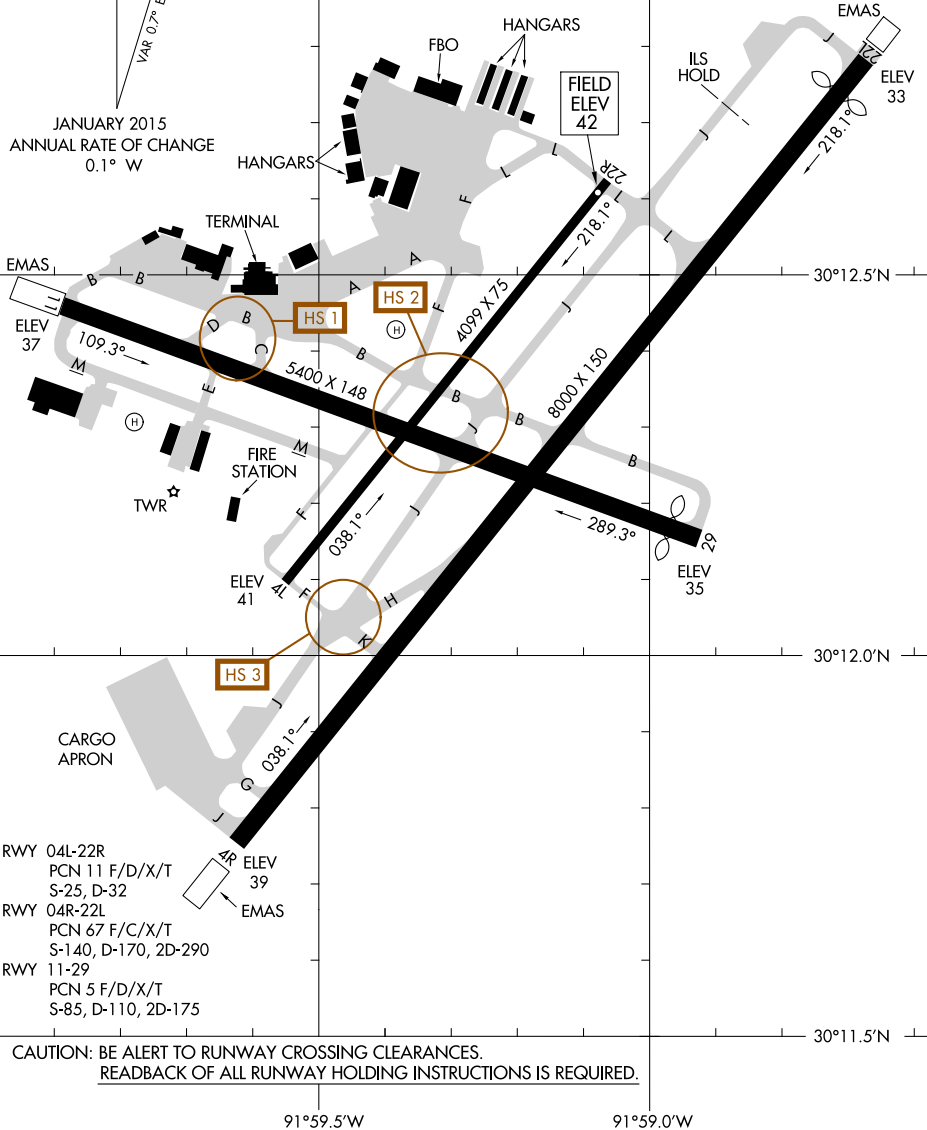 VAR 0.7° E
JANUARY 2015
ANNUAL RATE OF CHANGE
0.1° W
HANGARS
FBO
HANGARS
FIELD
ELEV
42
ILS
HOLD
EMAS
J
22L
ELEV
33
218.1°
J
L
L
22R
L
L
F
218.1°
TERMINAL
A
A
F
J
4099 X 75
8000 X 150
30°12.5'N
EMAS
11
B
B
ELEV
37
109.3°
D
B
C
E
HS 1
HS 2
H
B
B
J
B
B
5400 X 148
M
H
M
TWR
FIRE
STATION
F
038.1°
J
289.3°
29
ELEV
35
ELEV
41
4L
F
H
K
HS 3
30°12.0'N
J
CARGO
APRON
038.1°
G
J
4R
ELEV
39
EMAS
RWY 04L-22R
PCN 11 F/D/X/T
S-25, D-32
RWY 04R-22L
PCN 67 F/C/X/T
S-140, D-170, 2D-290
RWY 11-29
PCN 5 F/D/X/T
S-85, D-110, 2D-175
30°11.5'N
CAUTION: BE ALERT TO RUNWAY CROSSING CLEARANCES.
READBACK OF ALL RUNWAY HOLDING INSTRUCTIONS IS REQUIRED.
91°59.5'W
91°59.0'W